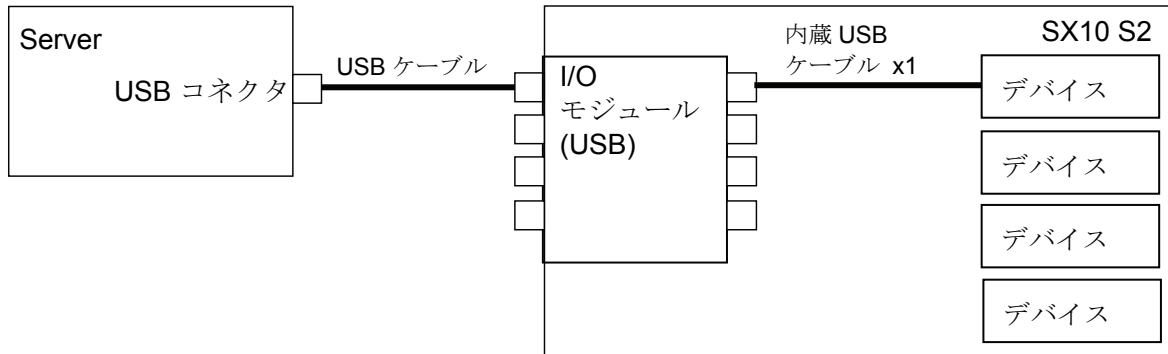 Server
USB コネクタ
USB ケーブル
I/O
モジュール
(USB)
内蔵 USB
ケーブル x1
SX10 S2
デバイス
デバイス
デバイス
デバイス